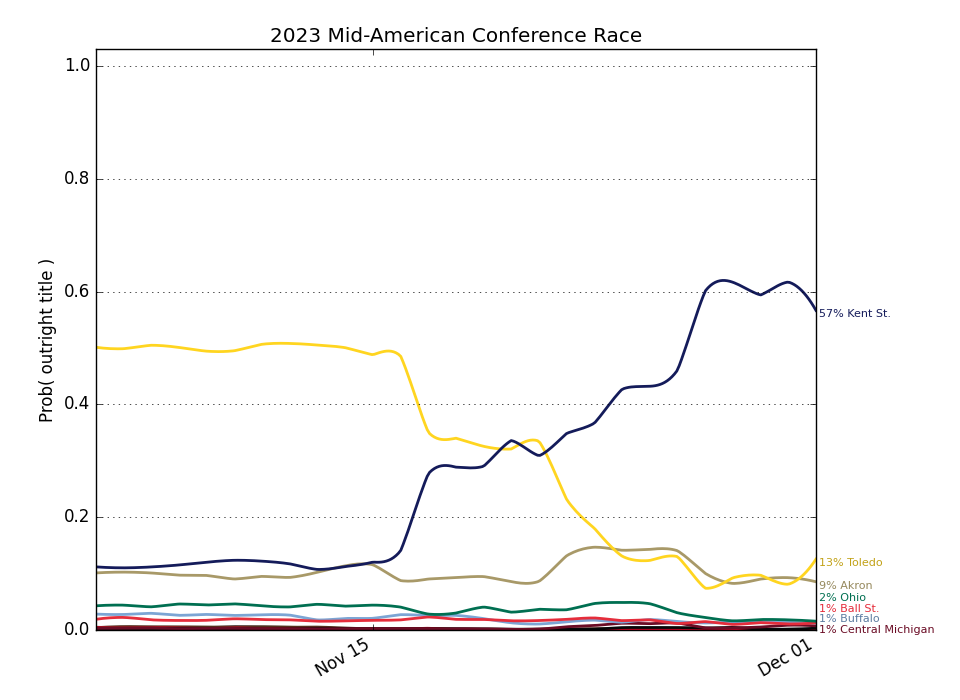 2023 Mid-American Conference Race
1.0
0.8
0.6
0.4
0.2
0.0
Prob( outright title )
Nov 15
Dec 01
57% Kent St.
13% Toledo
9% Akron
2% Ohio
1% Ball St.
1% Buffalo
1% Central Michigan